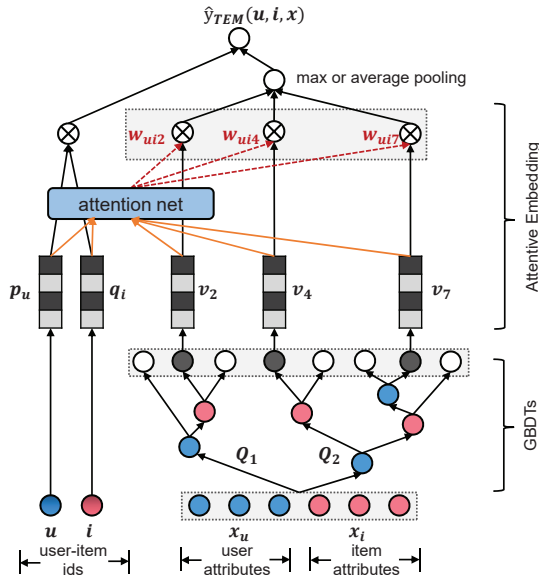 ŷ_TEM(u, i, x)
max or average pooling
w_ui2 w_ui4 w_ui7
attention net
Attentive Embedding
p_u q_i v_2 v_4 v_7
GBDTs
Q_1 Q_2
u i x_u x_i
user-item
ids
user
attributes
item
attributes